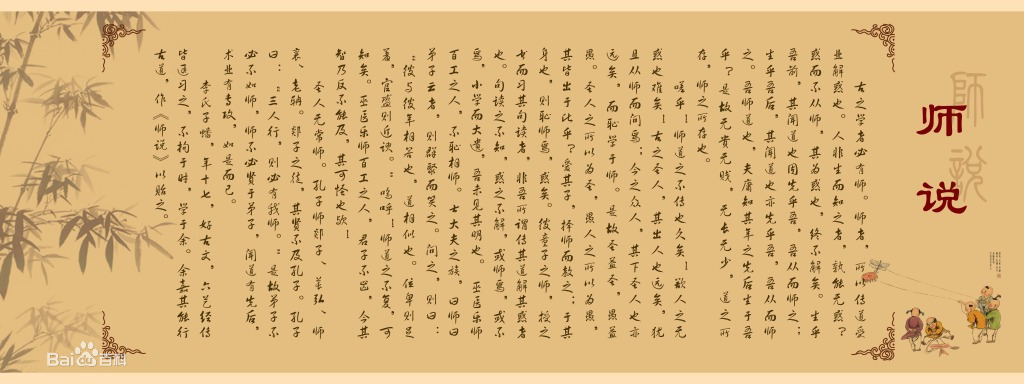 師說
师说
古之学者必有师。师者，所以传道受
业解惑也。人非生而知之者，孰能无惑？
惑而不从师，其为惑也，终不解矣。生乎
吾前，其闻道也固先乎吾，吾从而师之；
生乎吾后，其闻道也亦先乎吾，吾从而师
之。吾师道也，夫庸知其年之先后生于吾
乎？是故无贵无贱，无长无少，道之所
存，师之所存也。
嗟乎！师道之不传也久矣！欲人之无
惑也难矣！古之圣人，其出人也远矣，犹
且从师而问焉；今之众人，其下圣人也亦
远矣，而耻学于师。是故圣益圣，愚益
愚。圣人之所以为圣，愚人之所以为愚，
其皆出于此乎？爱其子，择师而教之；于其
身也，则耻师焉，惑矣。彼童子之师，授之
书而习其句读者，非吾所谓传其道解其惑者
也。句读之不知，惑之不解，或师焉，或不
焉，小学而大遗，吾未见其明也。巫医乐师
百工之人，不耻相师。士大夫之族，曰师曰
弟子云者，则群聚而笑之。问之，则曰：
“彼与彼年相若也，道相似也。位卑则足
羞，官盛则近谀。”呜呼！师道之不复，可
知矣。巫医乐师百工之人，君子不齿，今其
智乃反不能及，其可怪也欤！
圣人无常师。孔子师郯子、苌弘、师
襄、老聃。郯子之徒，其贤不及孔子。孔子
曰：“三人行，则必有我师。”是故弟子不
必不如师，师不必贤于弟子，闻道有先后，
术业有专攻，如是而已。
李氏子蟠，年十七，好古文，六艺经传
皆通习之，不拘于时，学于余。余嘉其能行
古道，作《师说》以贻之。
Bai百科